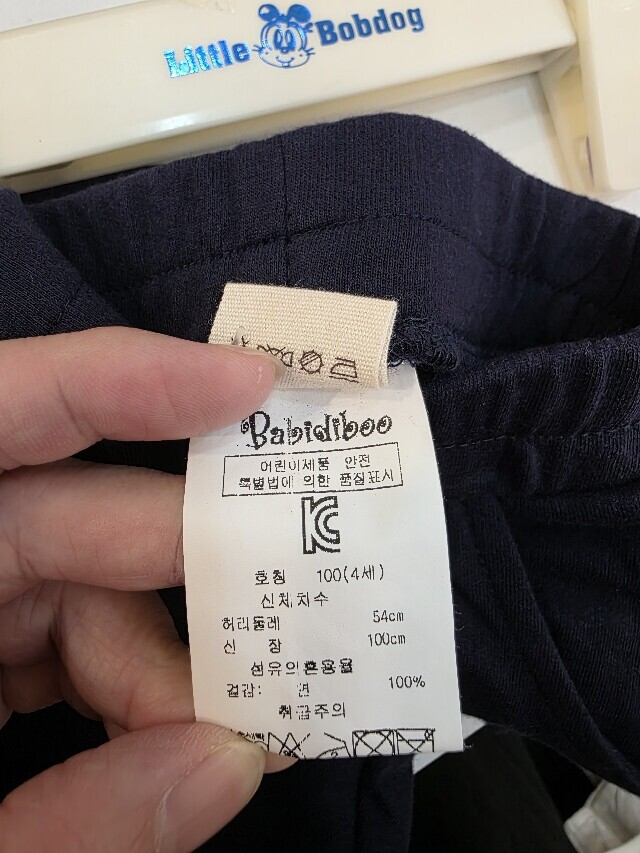 Little Bobdog
Babidiboo
어린이제품 안전
특별법에 의한 품질표시
호칭 100(4세)
신체치수
허리둘레 54cm
신 장 100cm
섬유의혼용율
겉감: 면 100%
취급주의